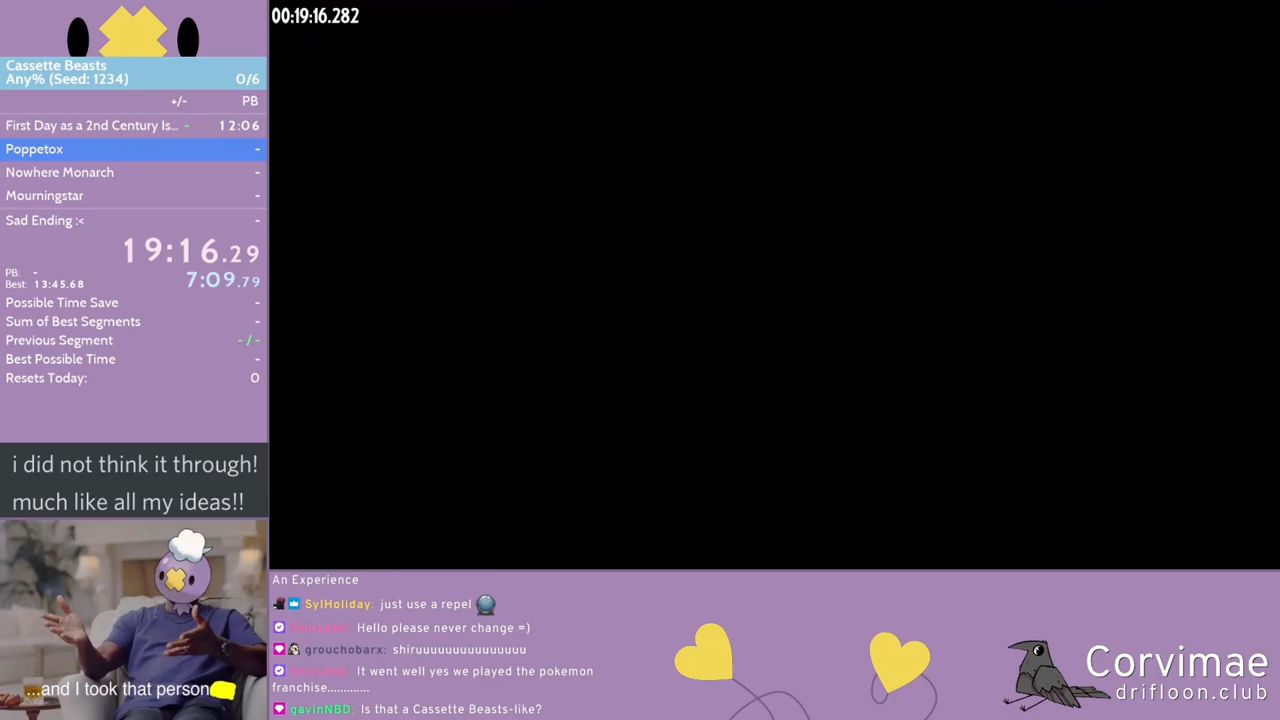 00:19:16.282
Cassette Beasts
Any% (Seed: 1234) 0/6
+/- PB
First Day as a 2nd Century Is... - 12:06
Poppetox -
Nowhere Monarch -
Mourningstar -
Sad Ending :< -
19:16.29
PB: -
Best: 13:45.68
7:09.79
Possible Time Save -
Sum of Best Segments -
Previous Segment -/-
Best Possible Time -
Resets Today: 0
i did not think it through!
much like all my ideas!!
...and I took that person
An Experience
SylHoliday: just use a repel
Hello please never change =)
grouchobarx: shiruuuuuuuuuuuuuuu
It went well yes we played the pokemon
franchise.............
gavinNBD: Is that a Cassette Beasts-like?
Corvimae
drifloon.club